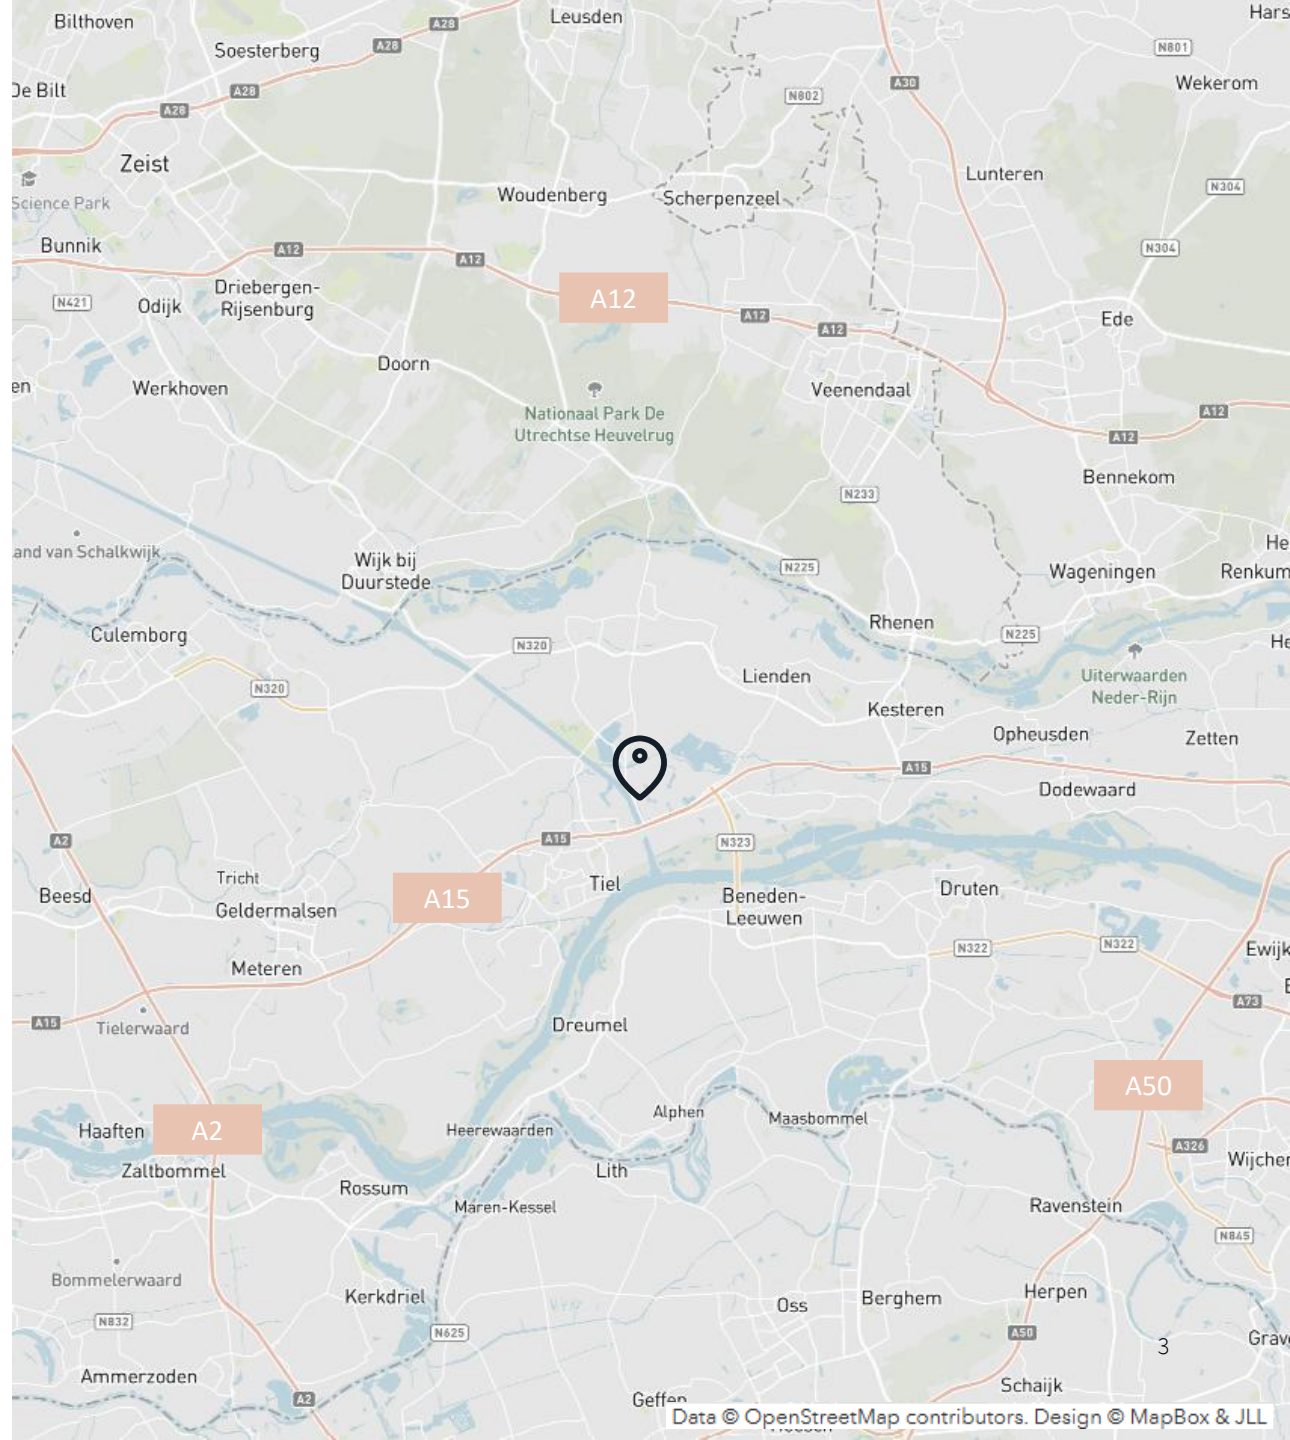 Bilthoven
A28
Leusden
Hars
Soesterberg
A28
N801
De Bilt
A28
N802
A30
Wekerom
A28
Zeist
Lunteren
Science Park
Woudenberg
Scherpenzeel
N304
Bunnik
A12
A12
N304
N421
Odijk
Driebergen-
Rijsenburg
A12
A12
A12
Ede
Doorn
en
Werkhoven
Veenendaal
Nationaal Park De
Utrechtse Heuvelrug
A12
A12
Bennekom
N233
and van Schalkwijk
Wijk bij
Duurstede
N225
He
Wageningen
Renkum
Culemborg
Rhenen
N225
N320
He
N320
Lienden
Uiterwaarden
Neder-Rijn
Kesteren
Opheusden
Zetten
A15
Dodewaard
A2
A15
N323
Tricht
Tiel
Beesd
A15
Geldermalsen
Beneden-
Leeuwen
Druten
N322
N322
Ewijk
Meteren
E
A73
A15
Tielerwaard
Dreumel
A50
Haaften
A2
Heerewaarden
Alphen
Maasbommel
A326
Wijchen
Zaltbommel
Lith
Rossum
Maren-Kessel
Ravenstein
N845
Bommelerwaard
Kerkdriel
Oss
Berghem
Herpen
N832
N625
A50
3
Grav
Ammerzoden
A2
Geffen
Schaijk
Data © OpenStreetMap contributors. Design © MapBox & JLL